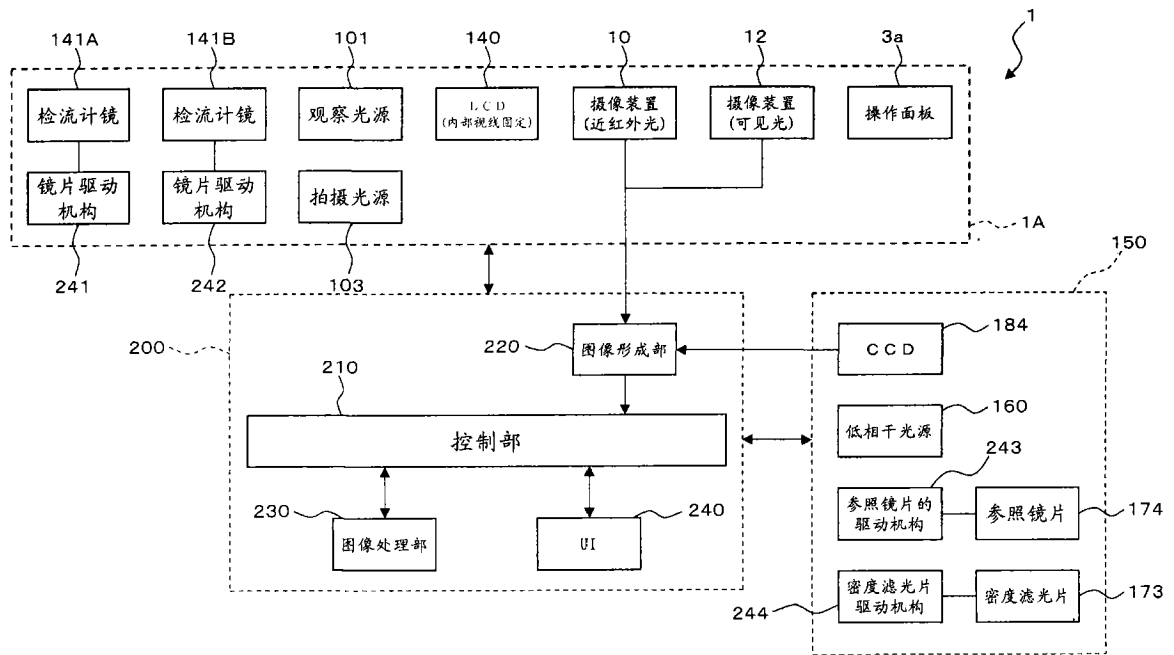 1
141A
141B
101
140
10
12
3a
检流计镜
检流计镜
观察光源
LCD
(内部视线固定)
摄像装置
(近红外光)
摄像装置
(可见光)
操作面板
镜片驱动
机构
镜片驱动
机构
拍摄光源
1A
241
242
103
150
200
220
图像形成部
CCD
184
210
控制部
低相干光源
160
243
230
240
参照镜片的
驱动机构
参照镜片
174
图像处理部
UI
244
密度滤光片
驱动机构
密度滤光片
173